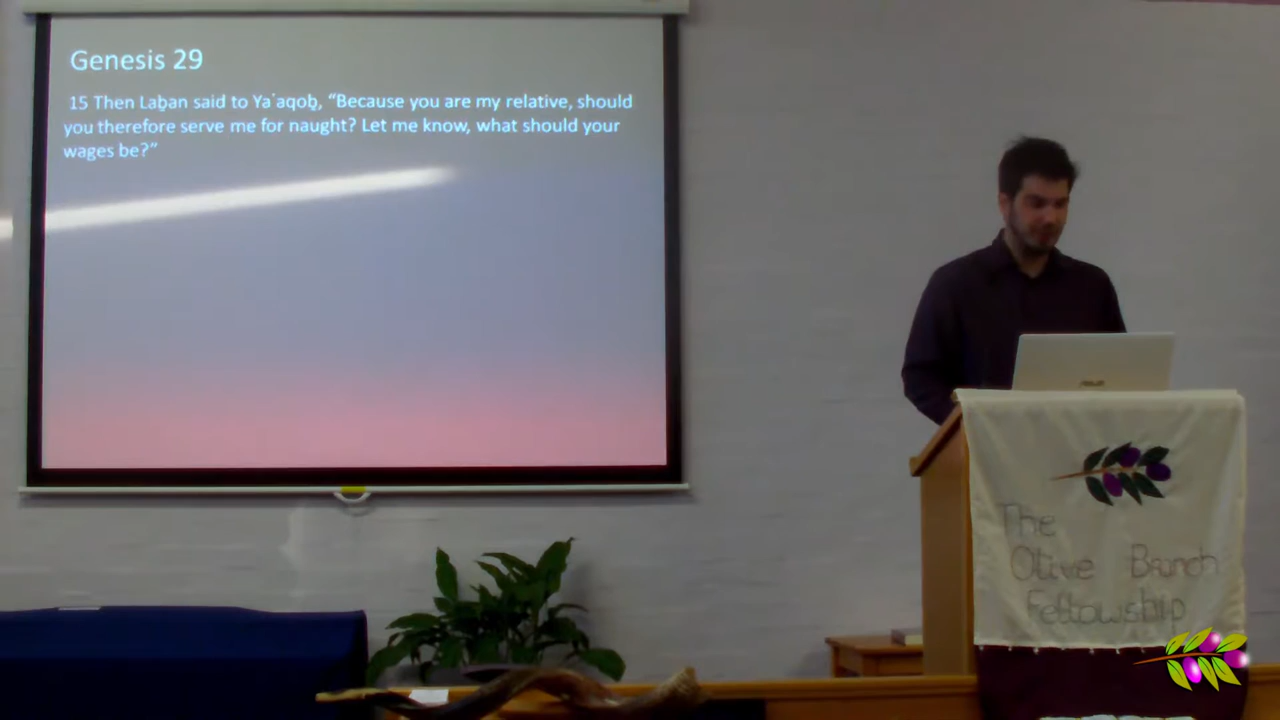 Genesis 29
15 Then Laḇan said to Ya‛aqoḇ, “Because you are my relative, should
you therefore serve me for naught? Let me know, what should your
wages be?”
ASUS
The
Olive Branch
Fellowship